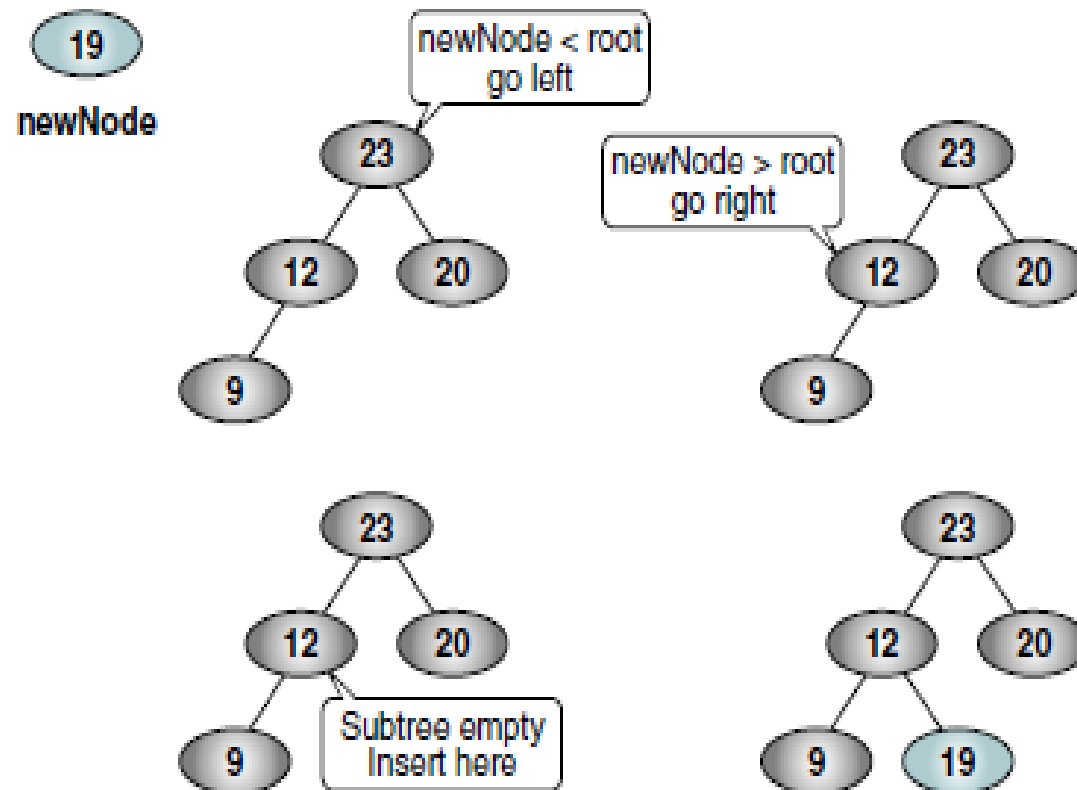 19
newNode
newNode < root
go left
23
12
20
9
newNode > root
go right
23
12
20
9
23
12
20
9
Subtree empty
Insert here
23
12
20
9
19